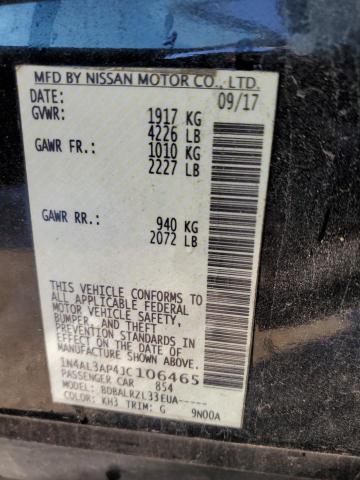 MFD BY NISSAN MOTOR CO., LTD.
DATE: 09/17
GVWR: 1917 KG
4226 LB
GAWR FR.: 1010 KG
2227 LB
GAWR RR.: 940 KG
2072 LB
THIS VEHICLE CONFORMS TO
ALL APPLICABLE FEDERAL
MOTOR VEHICLE SAFETY,
BUMPER, AND THEFT
PREVENTION STANDARDS IN
EFFECT ON THE DATE OF
MANUFACTURE SHOWN ABOVE.
1N4AL3AP4JC106465
PASSENGER CAR 854
MODEL: BDBALRZL33EUA-----
COLOR: KH3 TRIM: G 9N00A